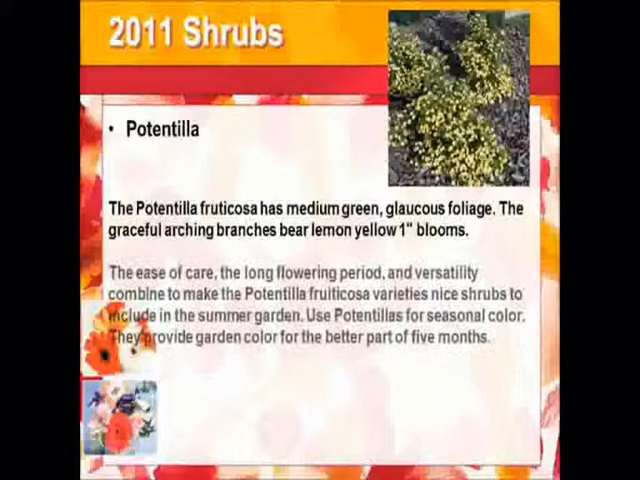 2011 Shrubs
• Potentilla
The Potentilla fruticosa has medium green, glaucous foliage. The
graceful arching branches bear lemon yellow 1" blooms.
The ease of care, the long flowering period, and versatility
combine to make the Potentilla fruiticosa varieties nice shrubs to
include in the summer garden. Use Potentillas for seasonal color.
They provide garden color for the better part of five months.